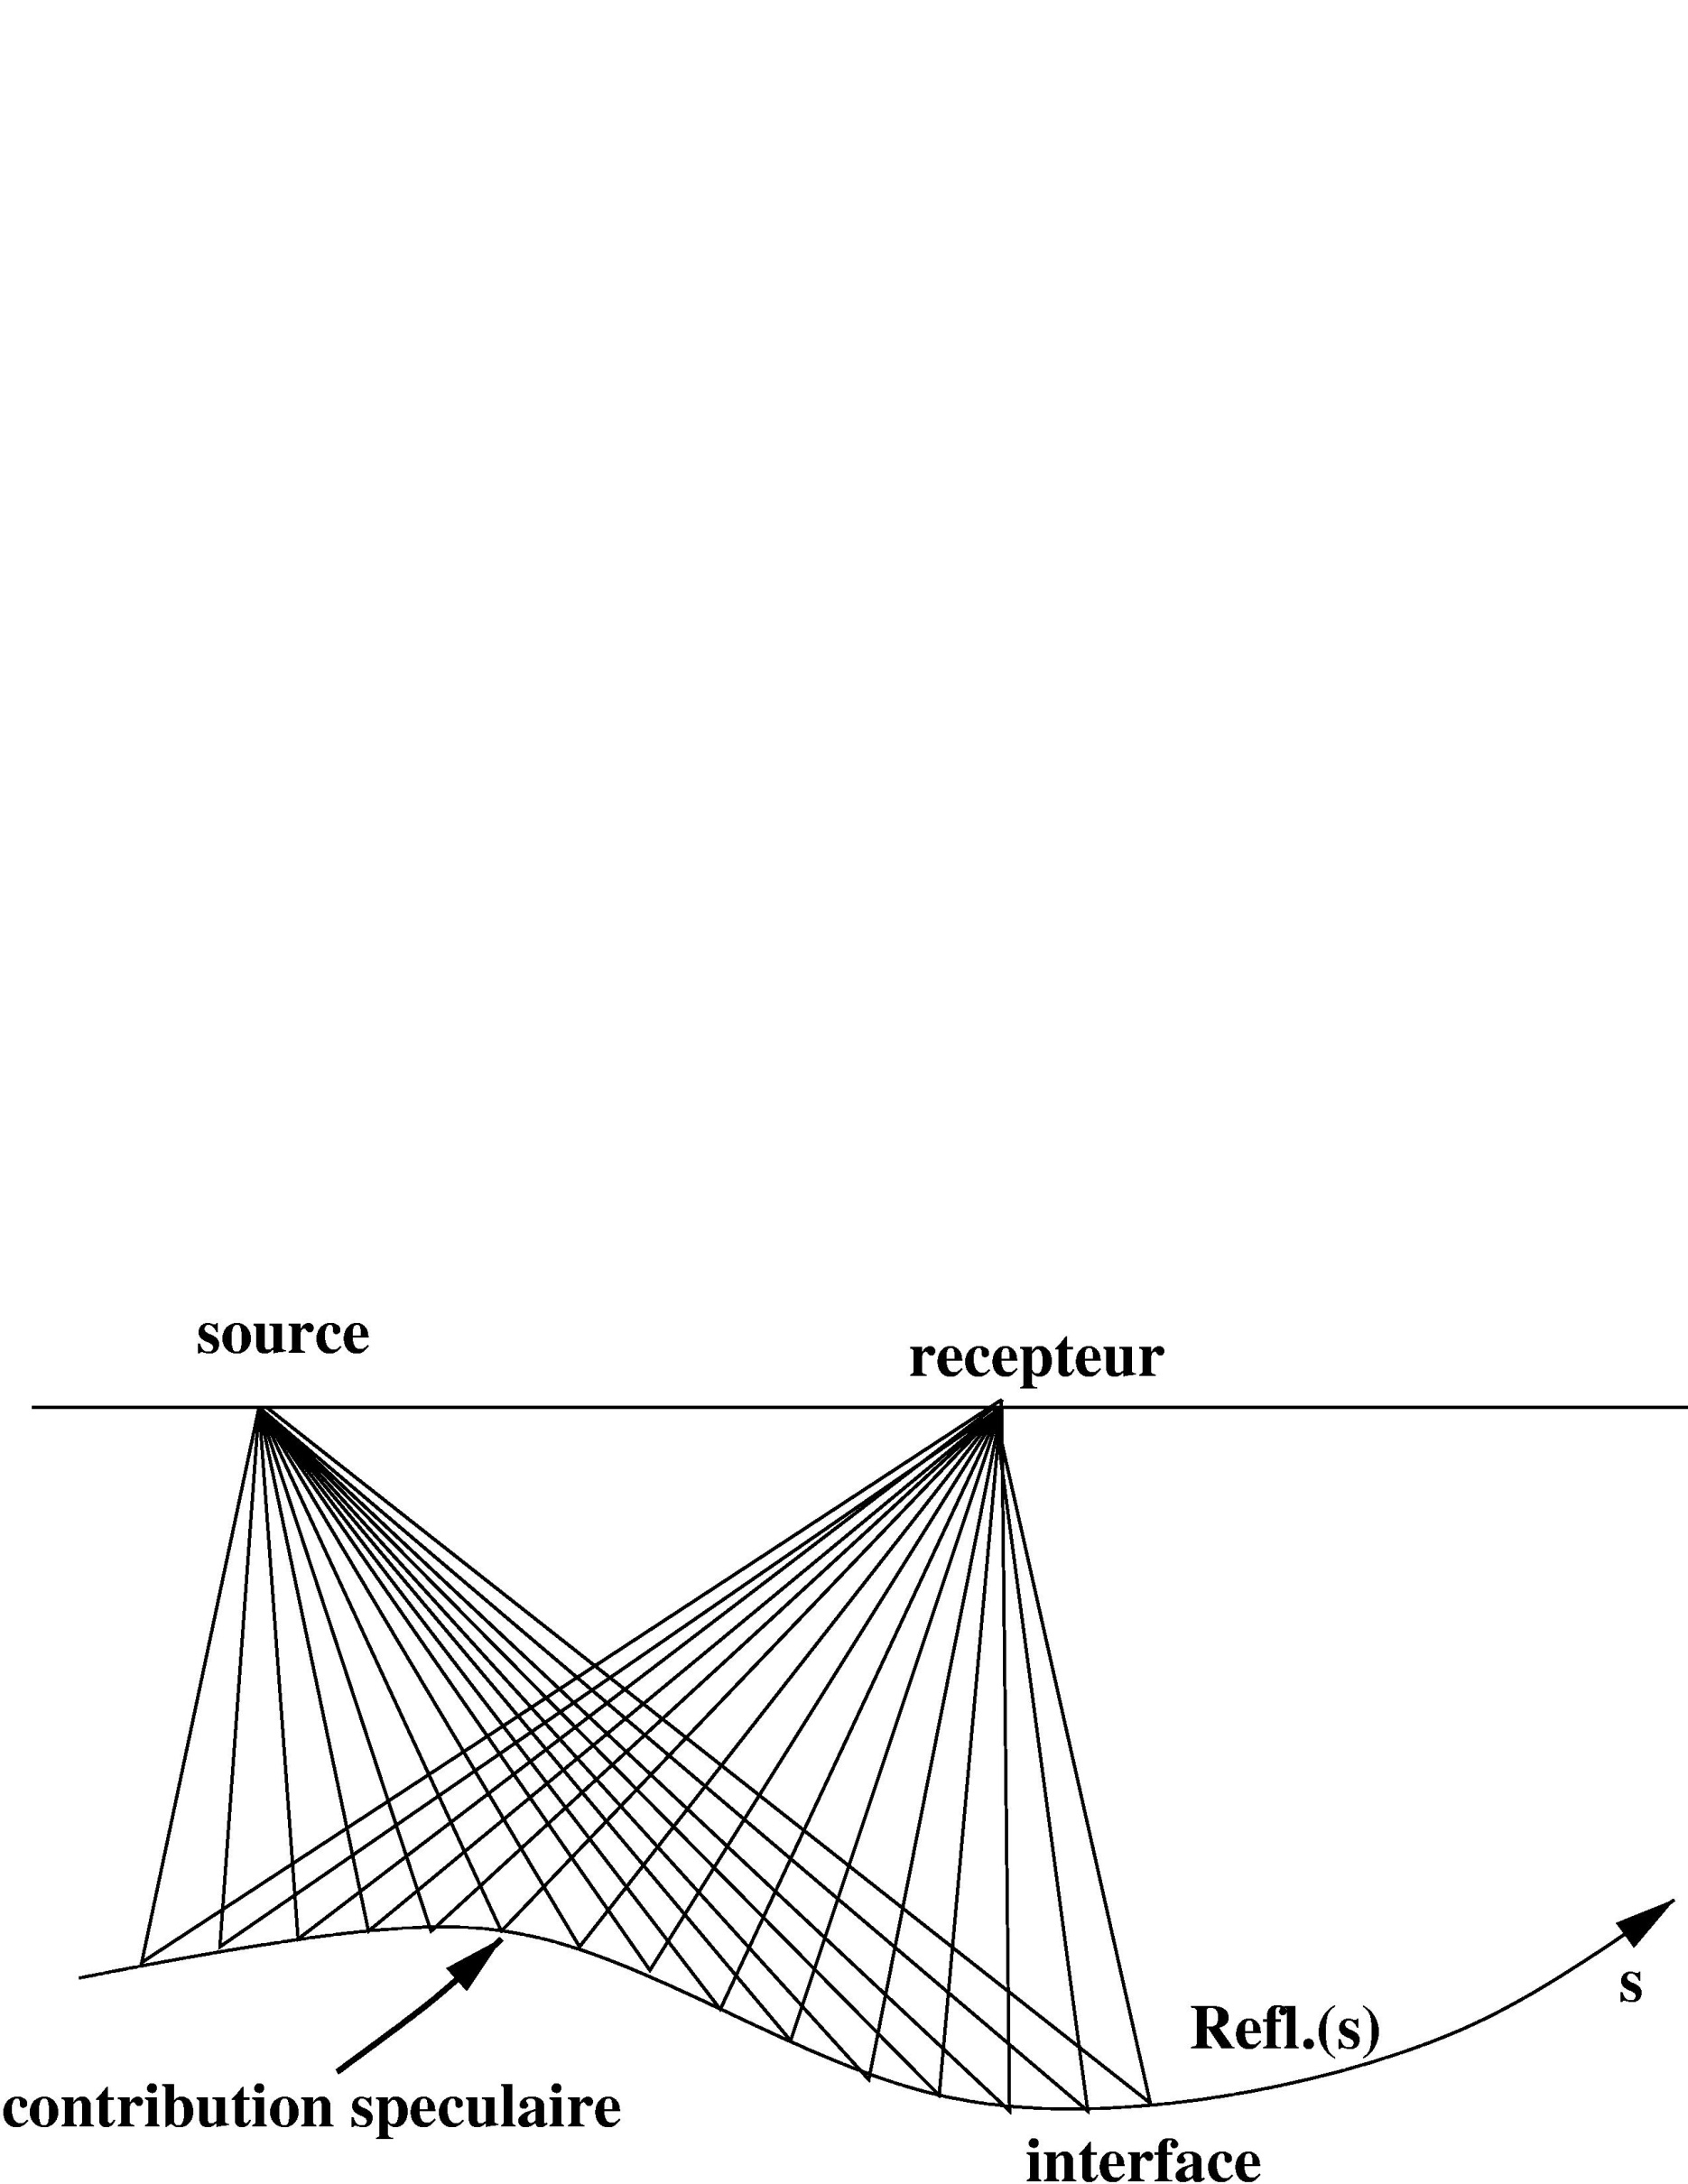 source
recepteur
s
Refl.(s)
contribution speculaire
interface